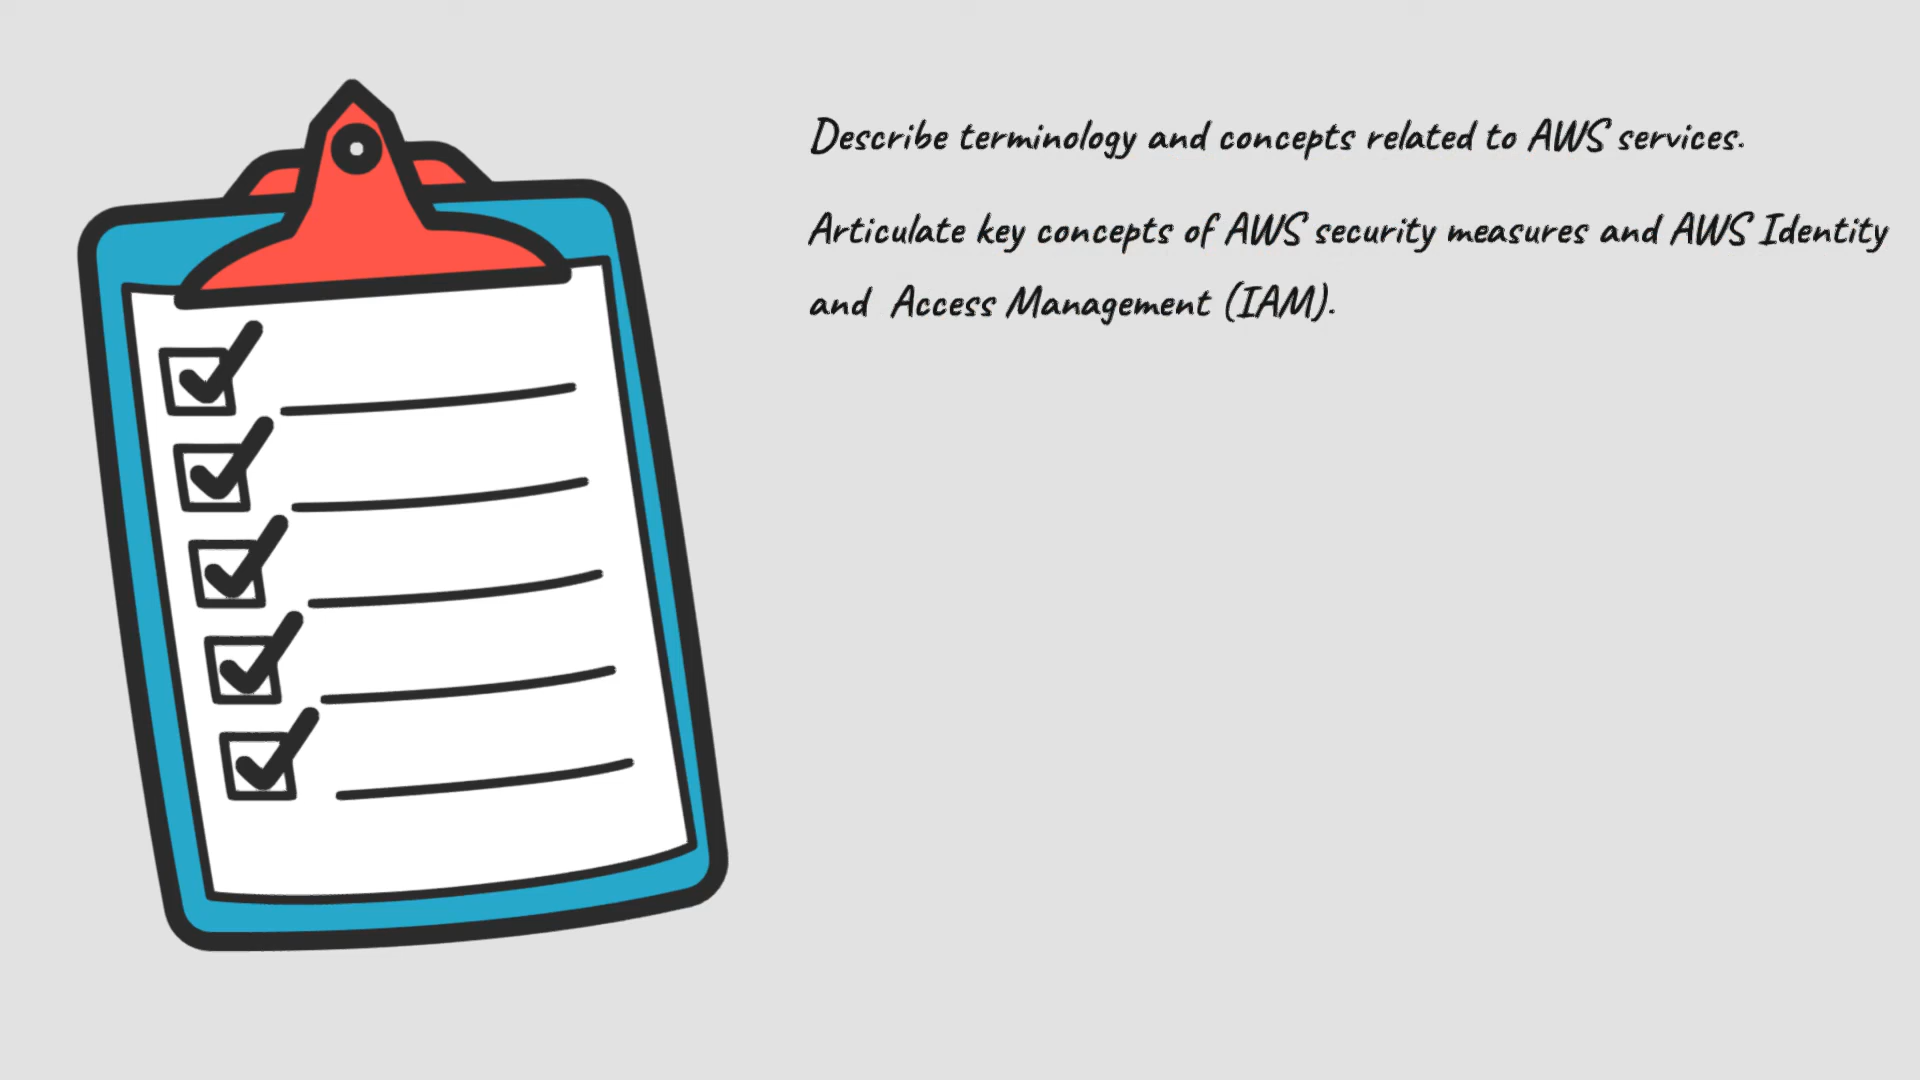 Describe terminology and concepts related to AWS services.
Articulate key concepts of AWS security measures and AWS Identity
and Access Management (IAM).